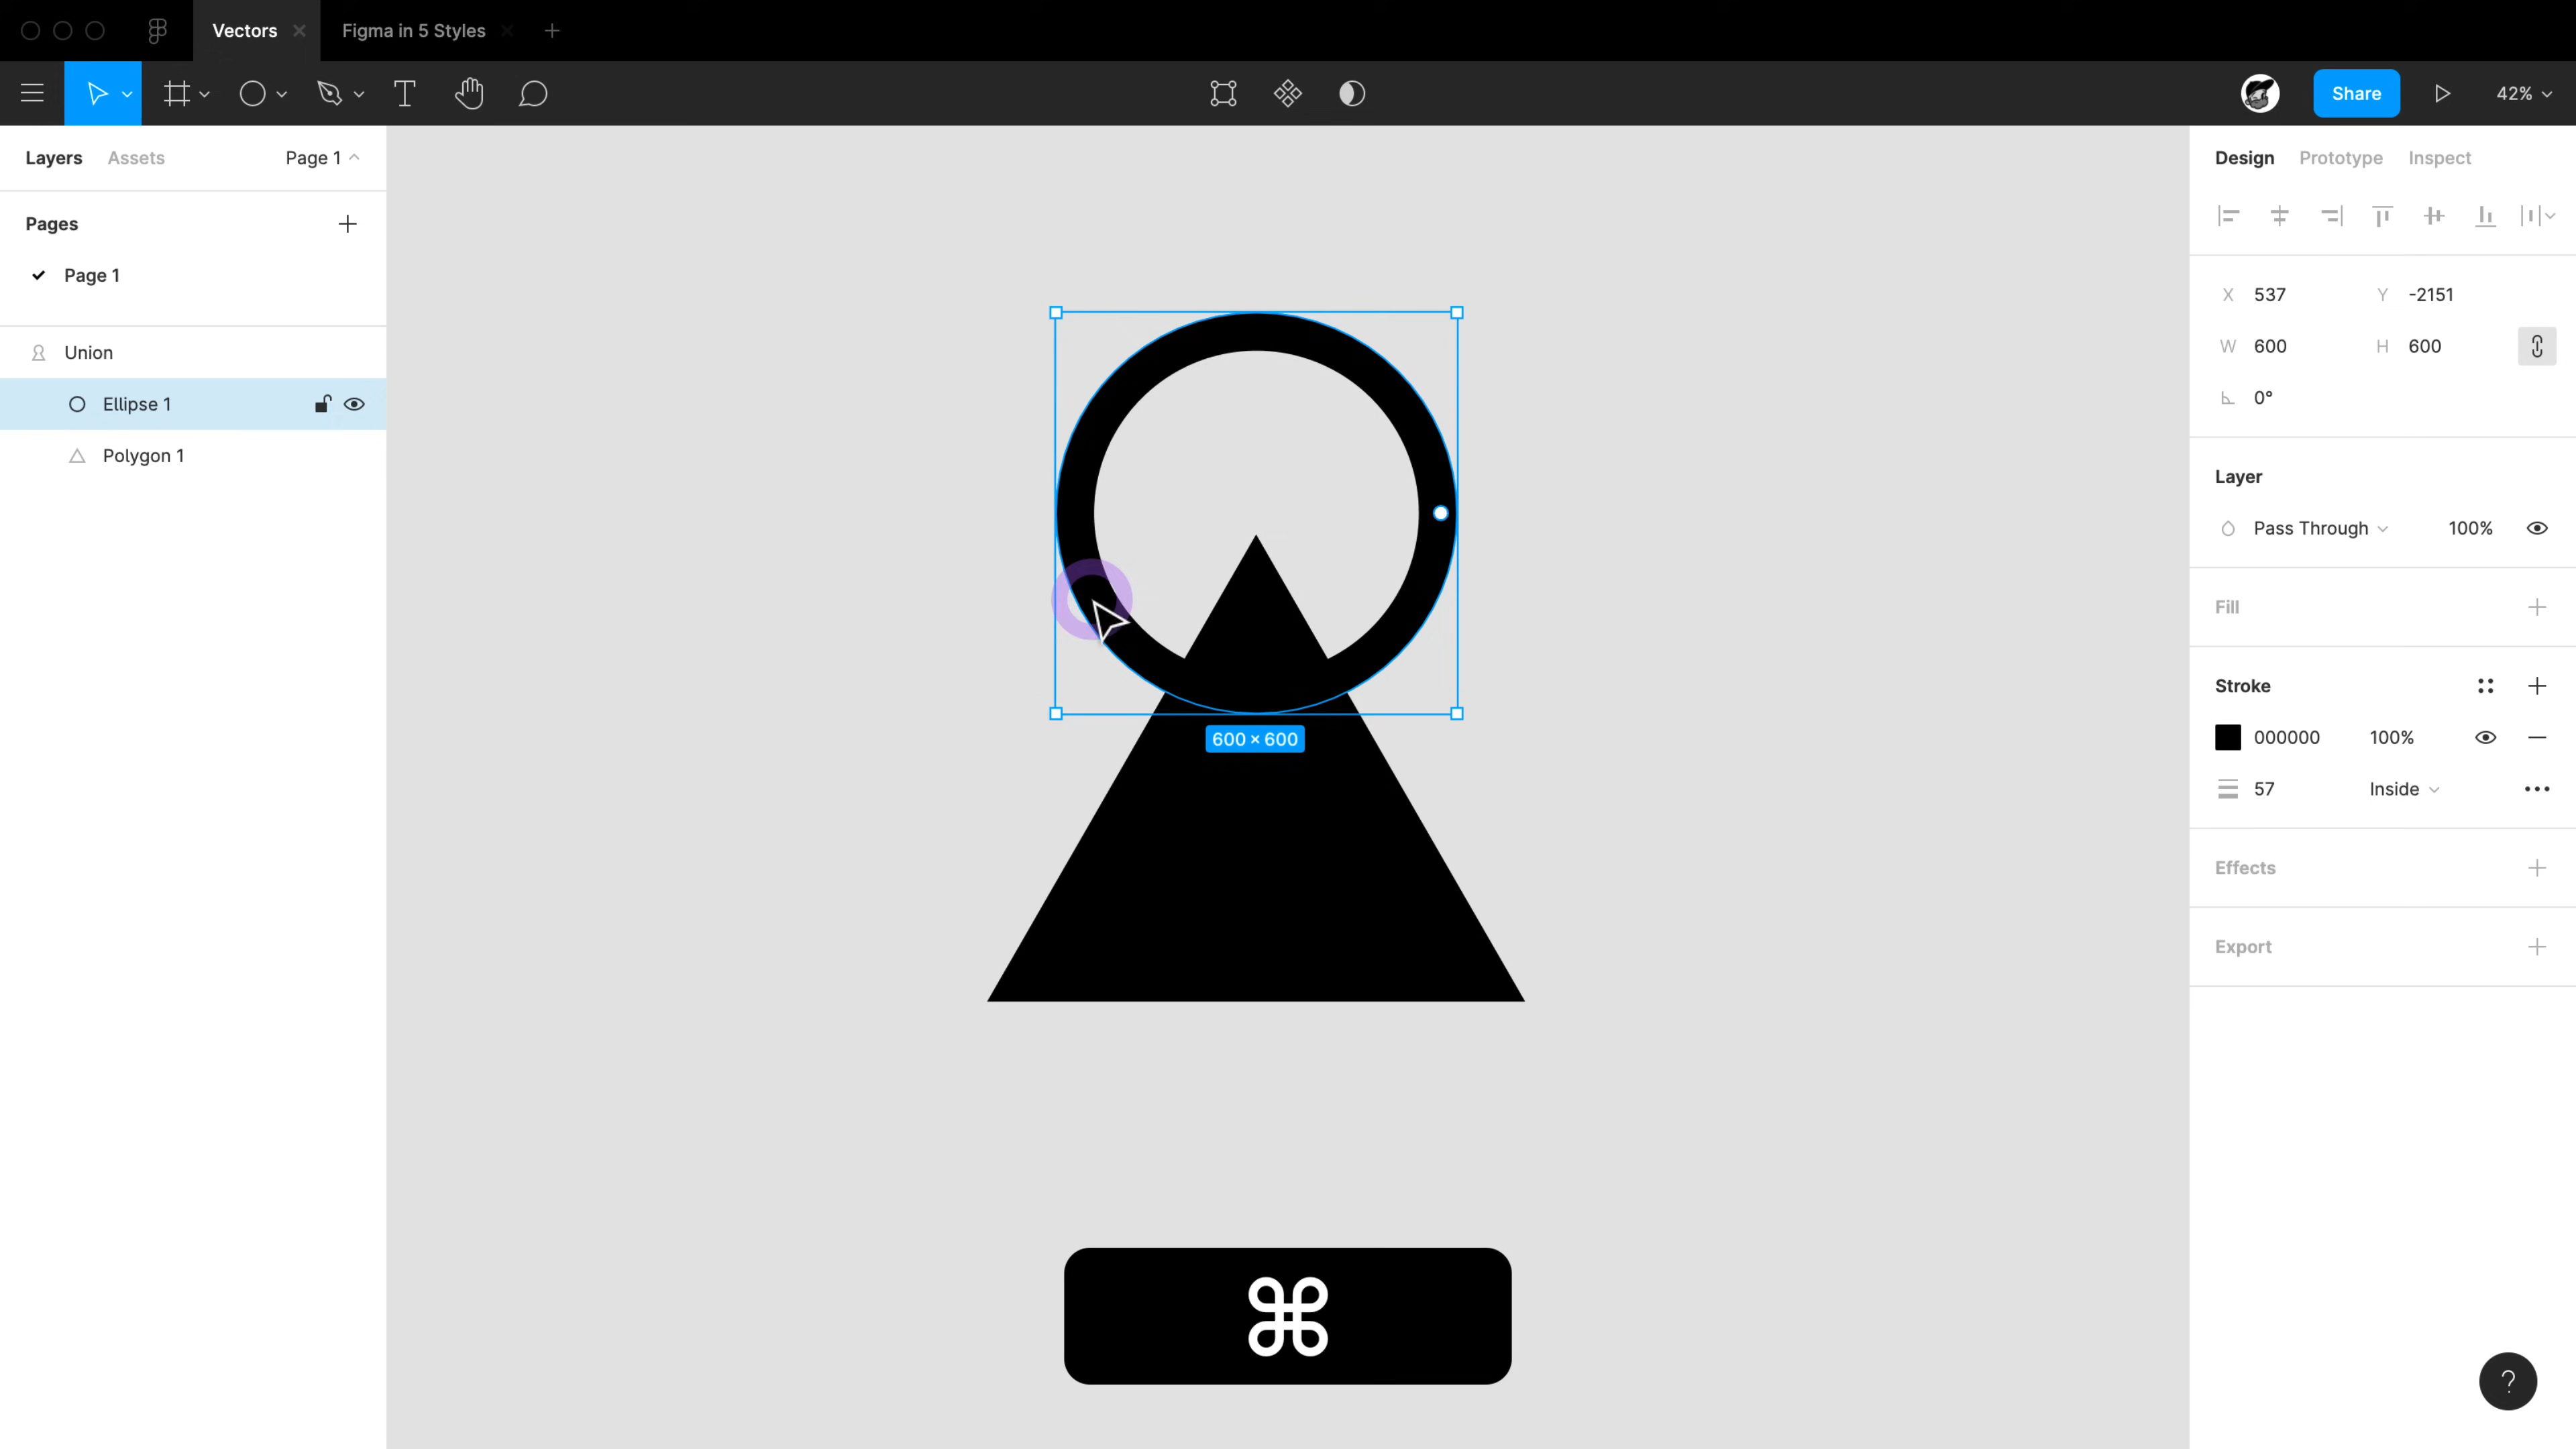 Vectors
Figma in 5 Styles
Share
42%
Layers
Assets
Page 1
Pages
Page 1
Union
Ellipse 1
Polygon 1
600 × 600
⌘
Design
Prototype
Inspect
X 537
Y -2151
W 600
H 600
0°
Layer
Pass Through
100%
Fill
Stroke
000000
100%
57
Inside
Effects
Export
?